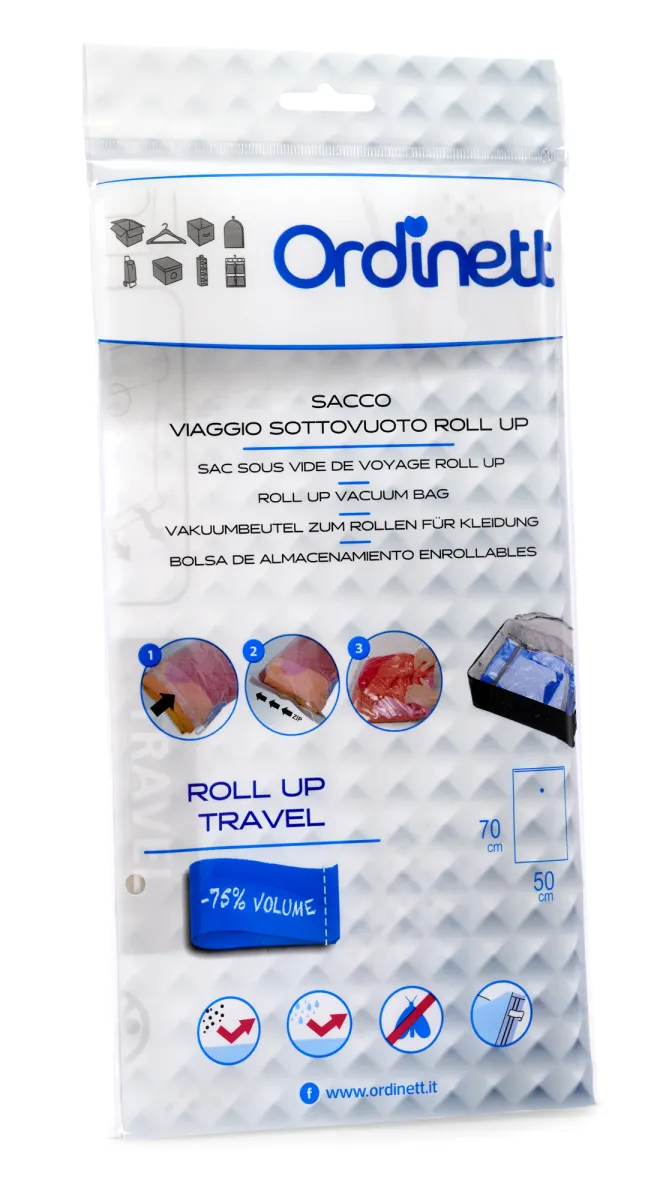 Ordinett
SACCO
VIAGGIO SOTTOVUOTO ROLL UP
SAC SOUS VIDE DE VOYAGE ROLL UP
ROLL UP VACUUM BAG
VAKUUMBEUTEL ZUM ROLLEN FÜR KLEIDUNG
BOLSA DE ALMACENAMIENTO ENROLLABLES
1
2
3
ZIP
TRAVEL
ROLL UP
TRAVEL
70
cm
50
cm
-75% VOLUME
f www.ordinett.it